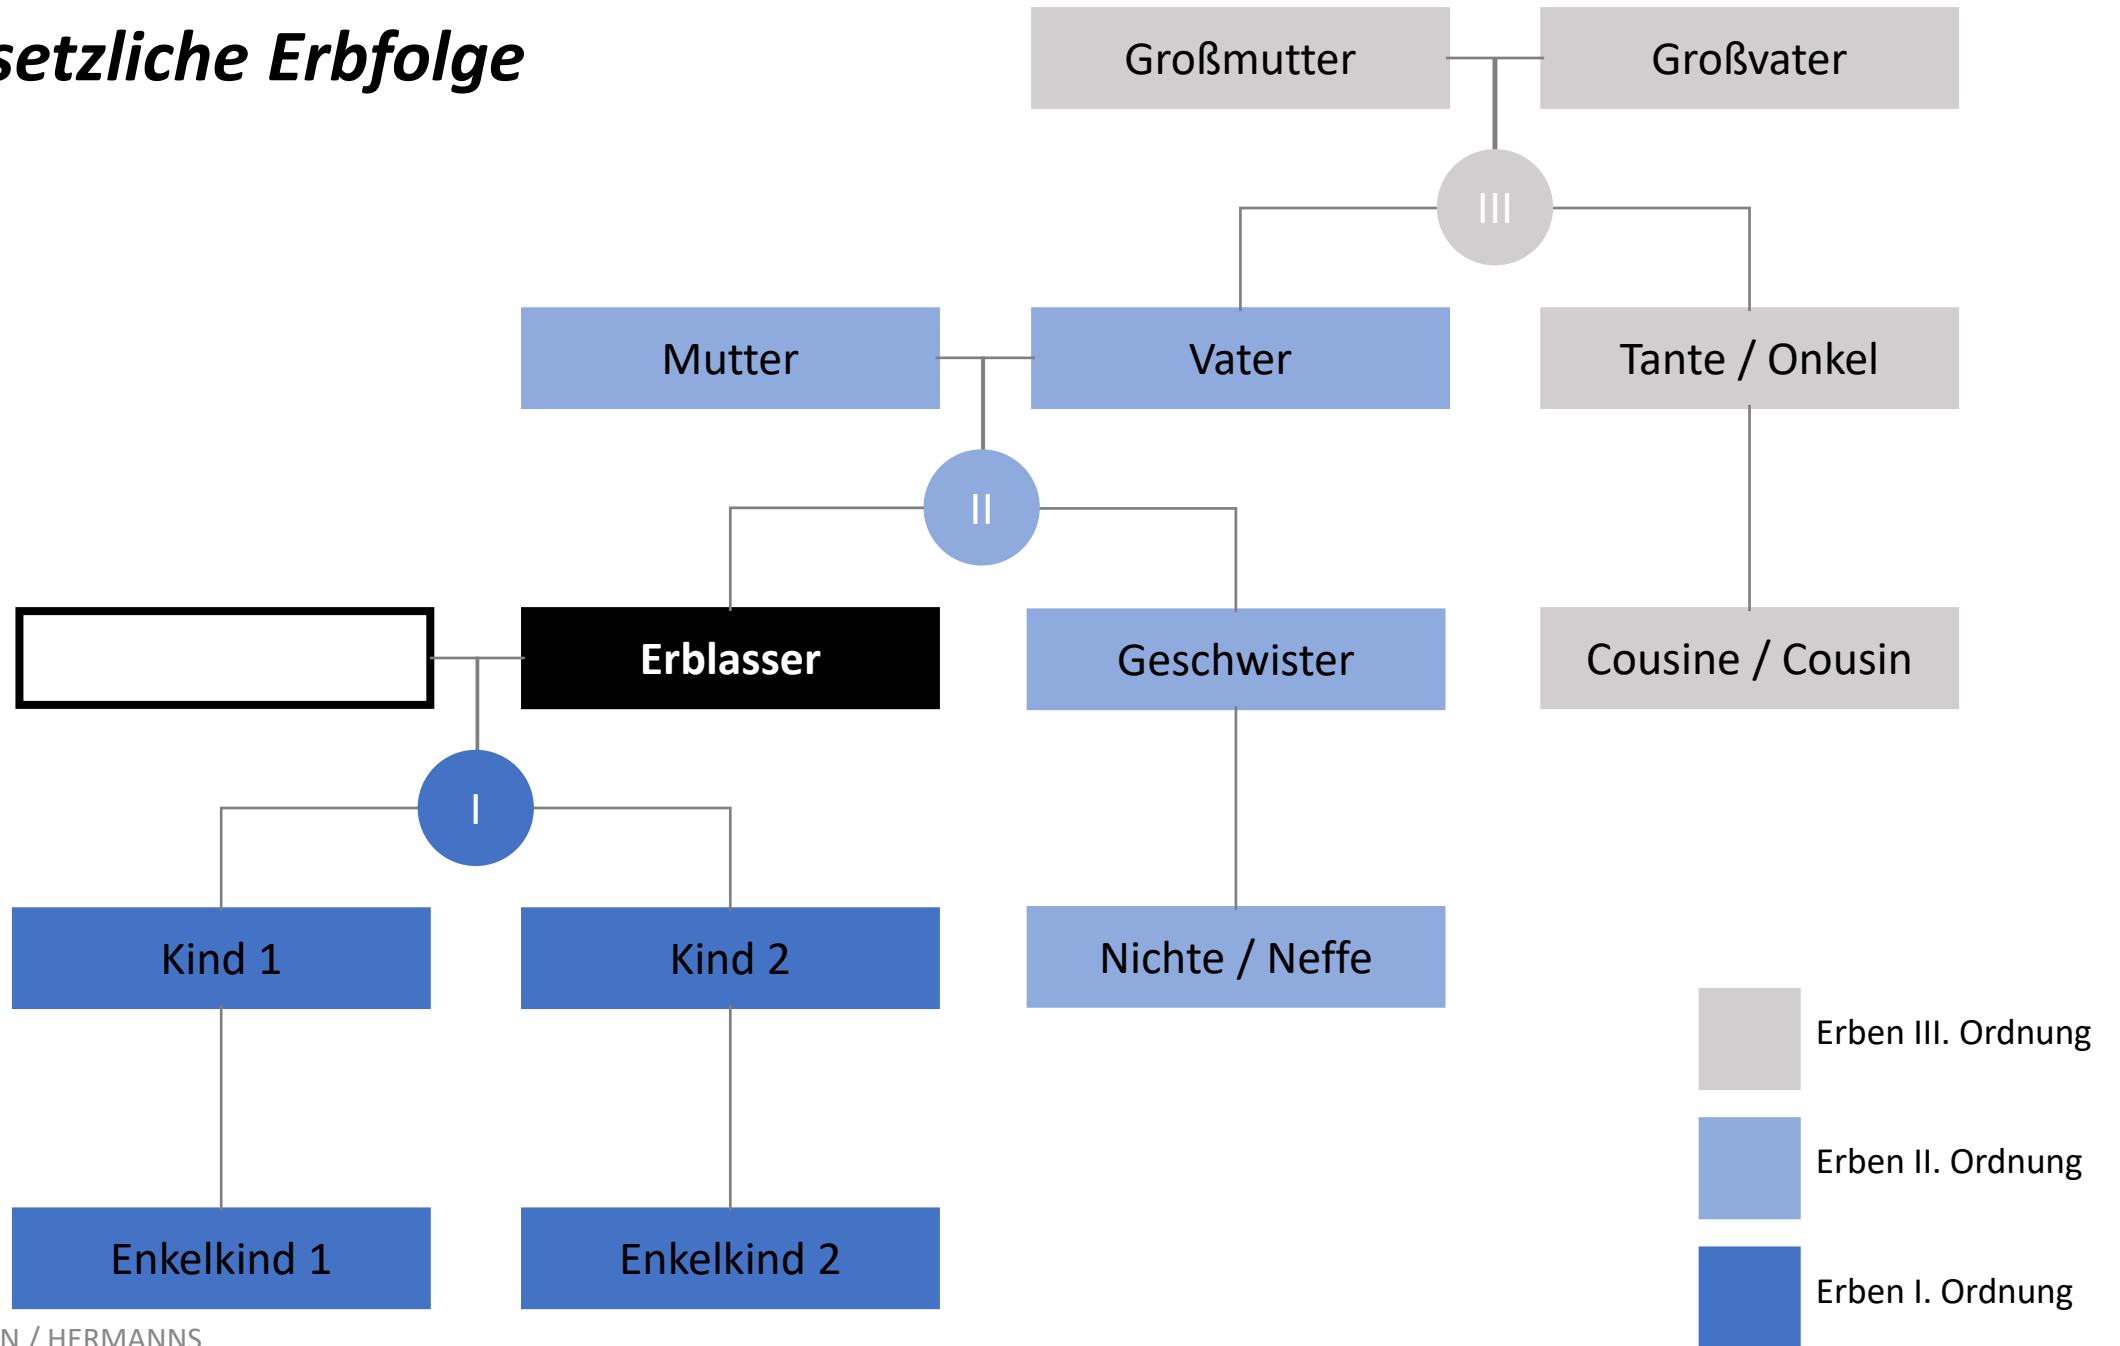 setzliche Erbfolge
Großmutter
Großvater
III
Mutter
Vater
Tante / Onkel
II
Erblasser
Geschwister
Cousine / Cousin
I
Kind 1
Kind 2
Nichte / Neffe
Erben III. Ordnung
Erben II. Ordnung
Enkelkind 1
Enkelkind 2
Erben I. Ordnung
N / HERMANNS